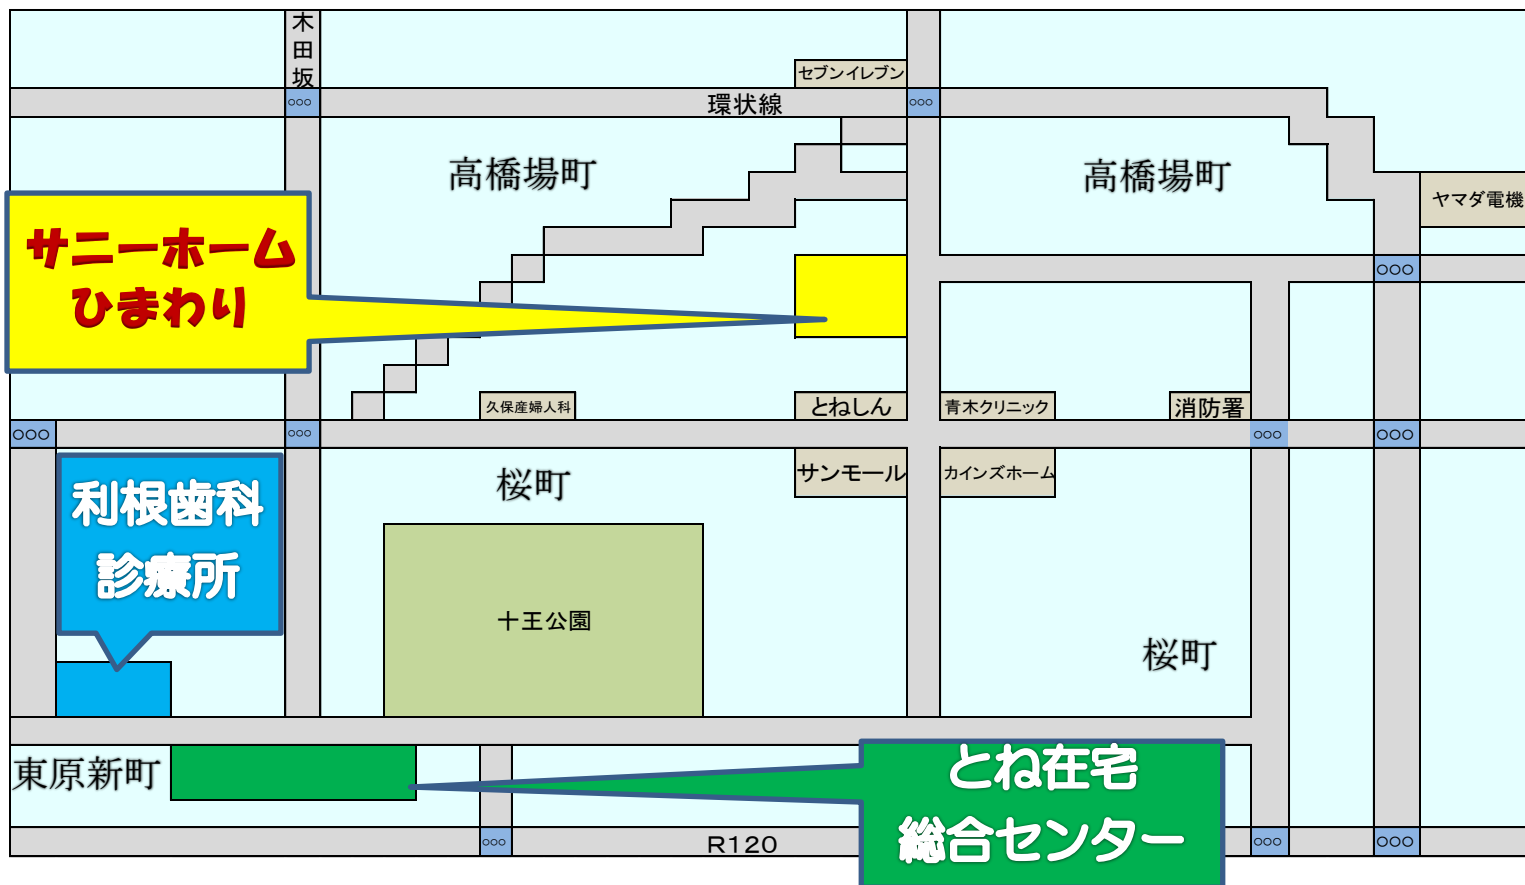 木
田
坂
セブンイレブン
○○○
環状線
○○○
高橋場町
高橋場町
ヤマダ電機
サニーホーム
ひまわり
○○○
久保産婦人科
とねしん
青木クリニック
消防署
○○○
○○○
○○○
○○○
サンモール
カインズホーム
桜町
利根歯科
診療所
十王公園
桜町
東原新町
とね在宅
総合センター
○○○
R120
○○○
○○○